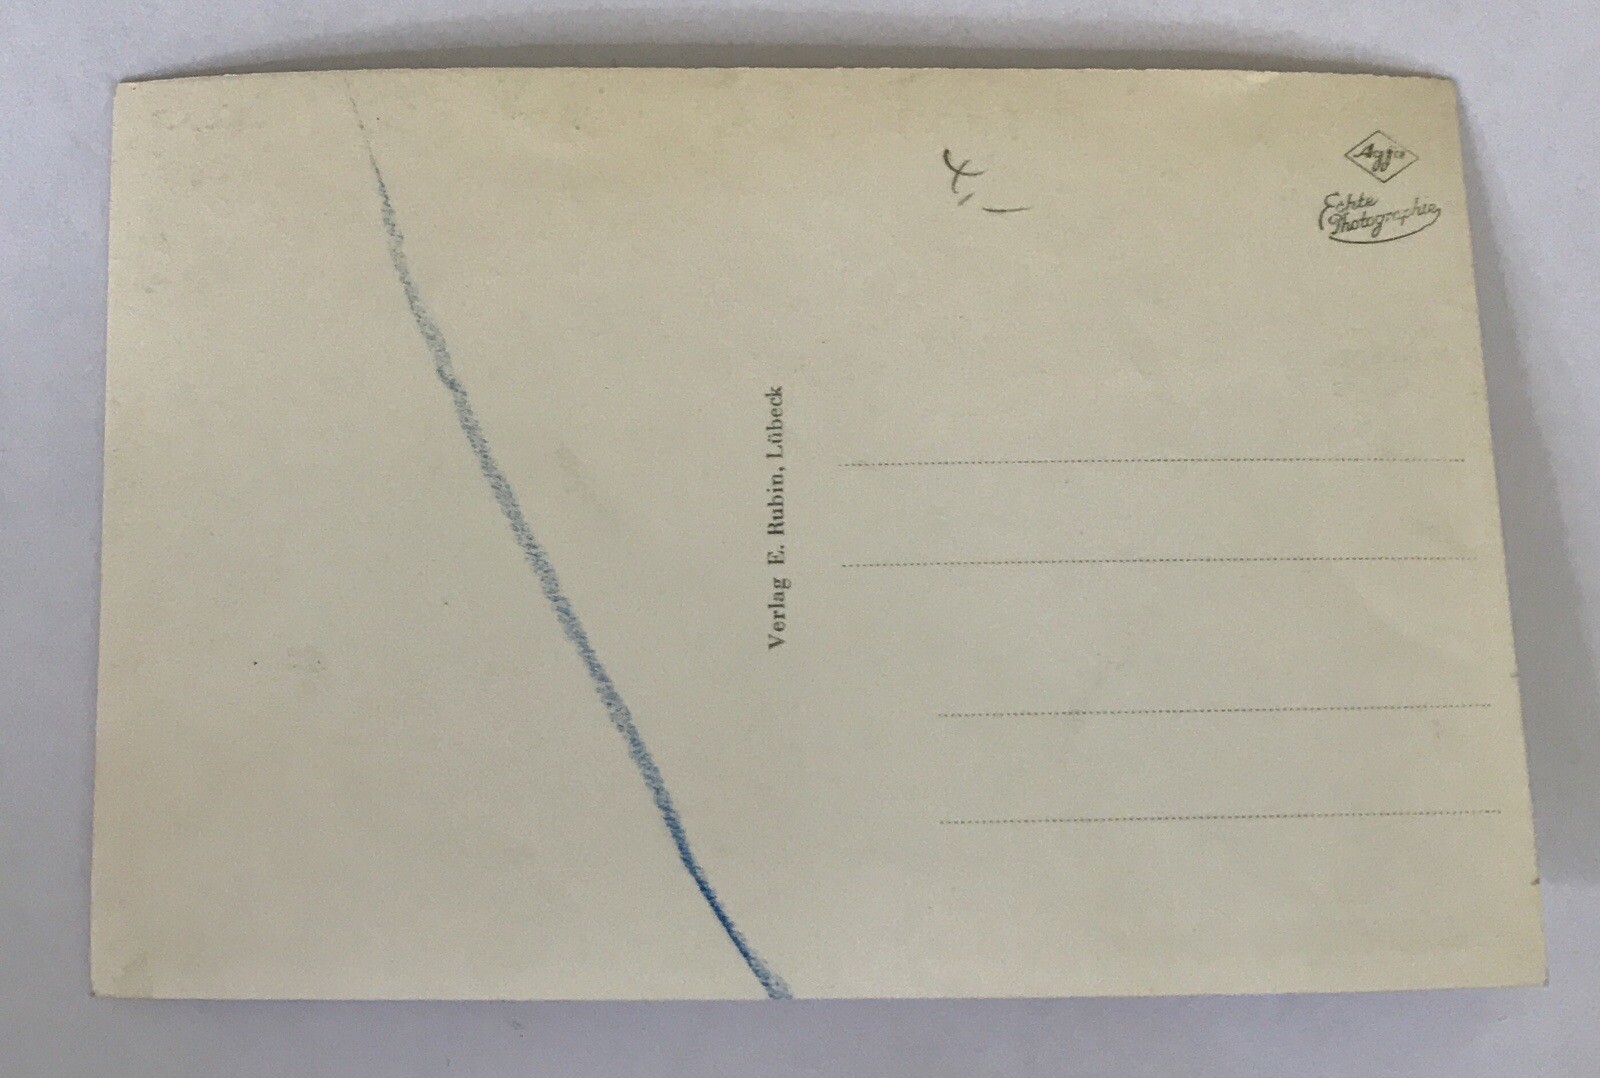 4,—
Agfa
Echte
Photographie
Verlag E. Rubin, Lübeck